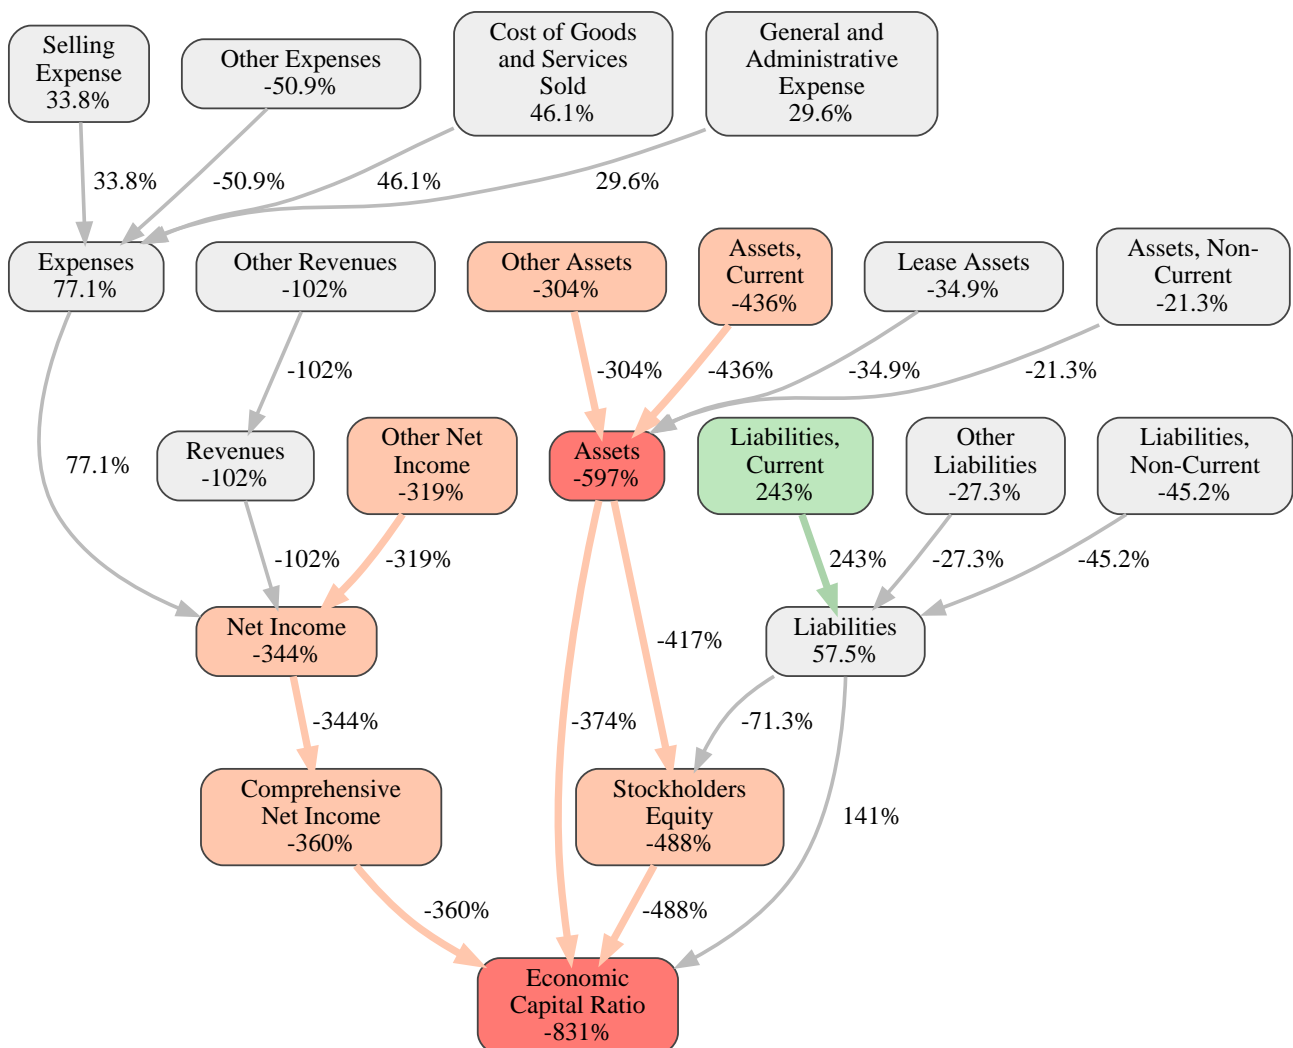 Selling
Expense
33.8%
Other Expenses
-50.9%
Cost of Goods
and Services
Sold
46.1%
General and
Administrative
Expense
29.6%
33.8%
-50.9%
46.1%
29.6%
Expenses
77.1%
Other Revenues
-102%
Other Assets
-304%
Assets,
Current
-436%
Lease Assets
-34.9%
Assets, Non-
Current
-21.3%
-102%
-304%
-436%
-34.9%
-21.3%
77.1%
Revenues
-102%
Other Net
Income
-319%
Assets
-597%
Liabilities,
Current
243%
Other
Liabilities
-27.3%
Liabilities,
Non-Current
-45.2%
-102%
-319%
243%
-27.3%
-45.2%
Net Income
-344%
-417%
Liabilities
57.5%
-344%
-374%
-71.3%
Comprehensive
Net Income
-360%
Stockholders
Equity
-488%
141%
-360%
-488%
Economic
Capital Ratio
-831%